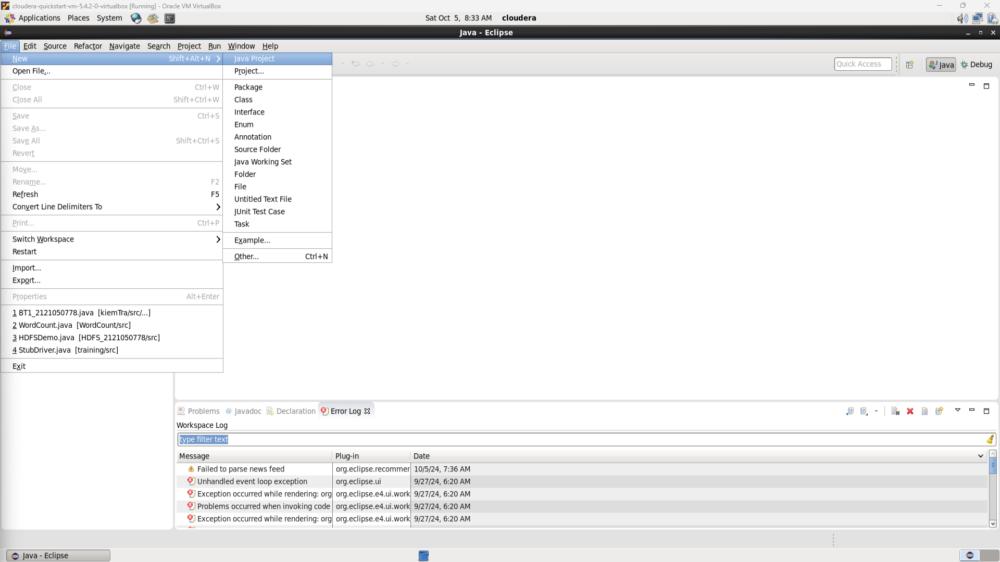 cloudera-quickstart-vm-5.4.2-0-virtualbox [Running] - Oracle VM VirtualBox
Applications Places System Sat Oct 5, 8:33 AM cloudera
Java - Eclipse
File Edit Source Refactor Navigate Search Project Run Window Help
New Shift+Alt+N
Open File...
Close Ctrl+W
Close All Shift+Ctrl+W
Save Ctrl+S
Save As...
Save All Shift+Ctrl+S
Revert
Move...
Rename... F2
Refresh F5
Convert Line Delimiters To
Print... Ctrl+P
Switch Workspace
Restart
Import...
Export...
Properties Alt+Enter
1 BT1_2121050778.java [kiemTra/src/...]
2 WordCount.java [WordCount/src]
3 HDFSDemo.java [HDFS_2121050778/src]
4 StubDriver.java [training/src]
Exit
Java Project
Project...
Package
Class
Interface
Enum
Annotation
Source Folder
Java Working Set
Folder
File
Untitled Text File
JUnit Test Case
Task
Example...
Other... Ctrl+N
Quick Access Java Debug
Problems @ Javadoc Declaration Error Log
Workspace Log
type filter text
Message Plug-in Date
Failed to parse news feed org.eclipse.recommer 10/5/24, 7:36 AM
Unhandled event loop exception org.eclipse.ui 9/27/24, 6:20 AM
Exception occurred while rendering: org org.eclipse.e4.ui.work 9/27/24, 6:20 AM
Problems occurred when invoking code org.eclipse.e4.ui.work 9/27/24, 6:20 AM
Exception occurred while rendering: org org.eclipse.e4.ui.work 9/27/24, 6:20 AM
Java - Eclipse